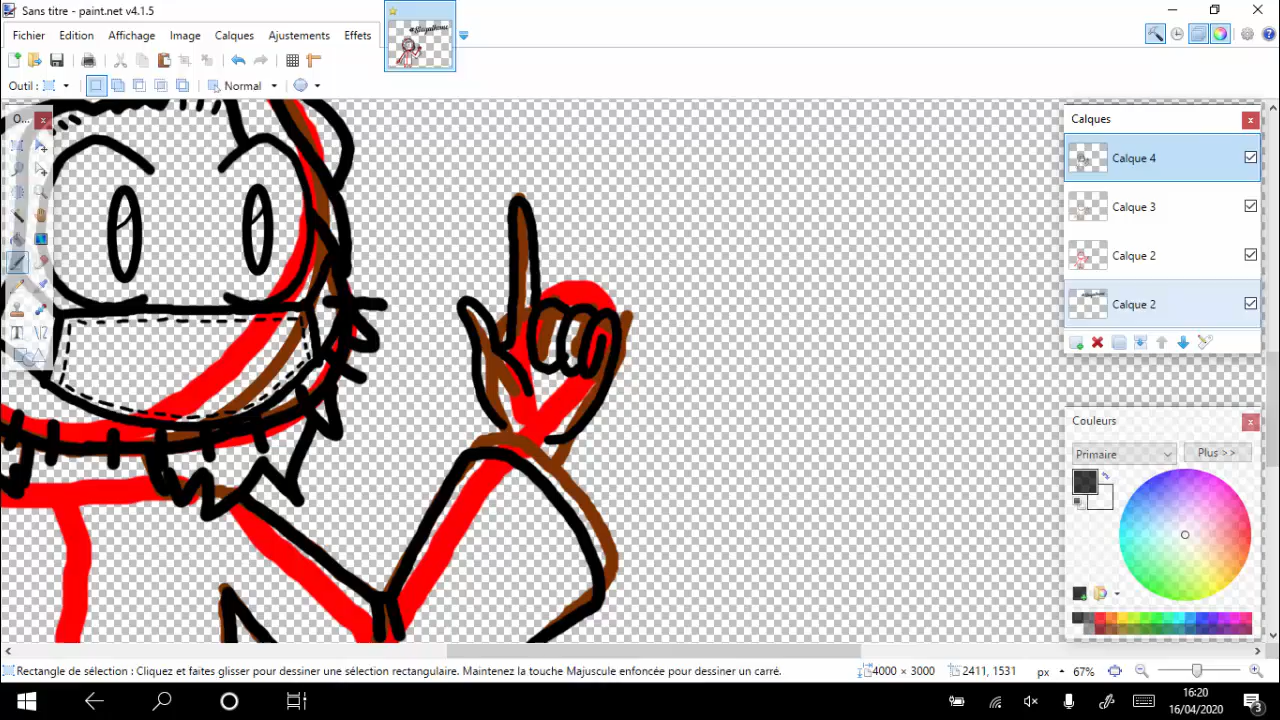 Sans titre - paint.net v4.1.5
Fichier Edition Affichage Image Calques Ajustements Effets
Outil : Normal
O...
Calques
Calque 4
Calque 3
Calque 2
Calque 2
Couleurs
Primaire Plus >>
Rectangle de sélection : Cliquez et faites glisser pour dessiner une sélection rectangulaire. Maintenez la touche Majuscule enfoncée pour dessiner un carré. 4000 × 3000 2411, 1531 px 67%
16:20
16/04/2020
3